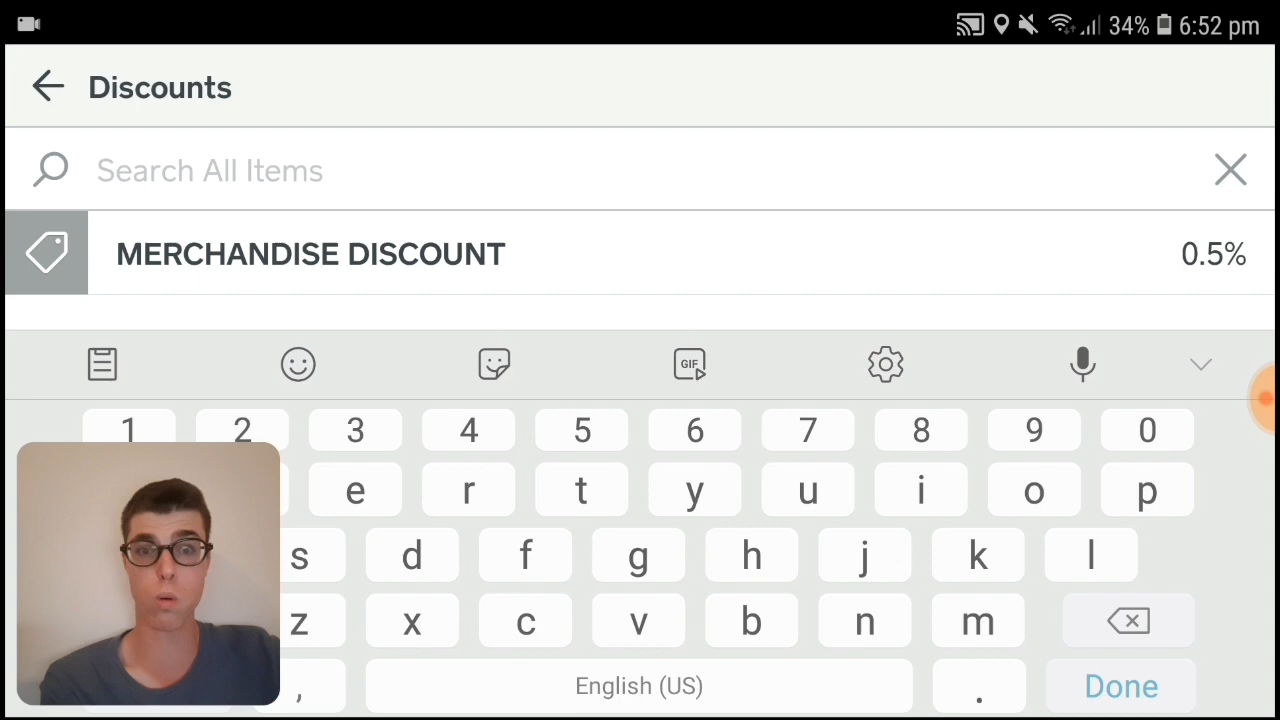 34% 6:52 pm
Discounts
Search All Items
MERCHANDISE DISCOUNT 0.5%
GIF
1 2 3 4 5 6 7 8 9 0
e r t y u i o p
s d f g h j k l
z x c v b n m
, English (US) . Done